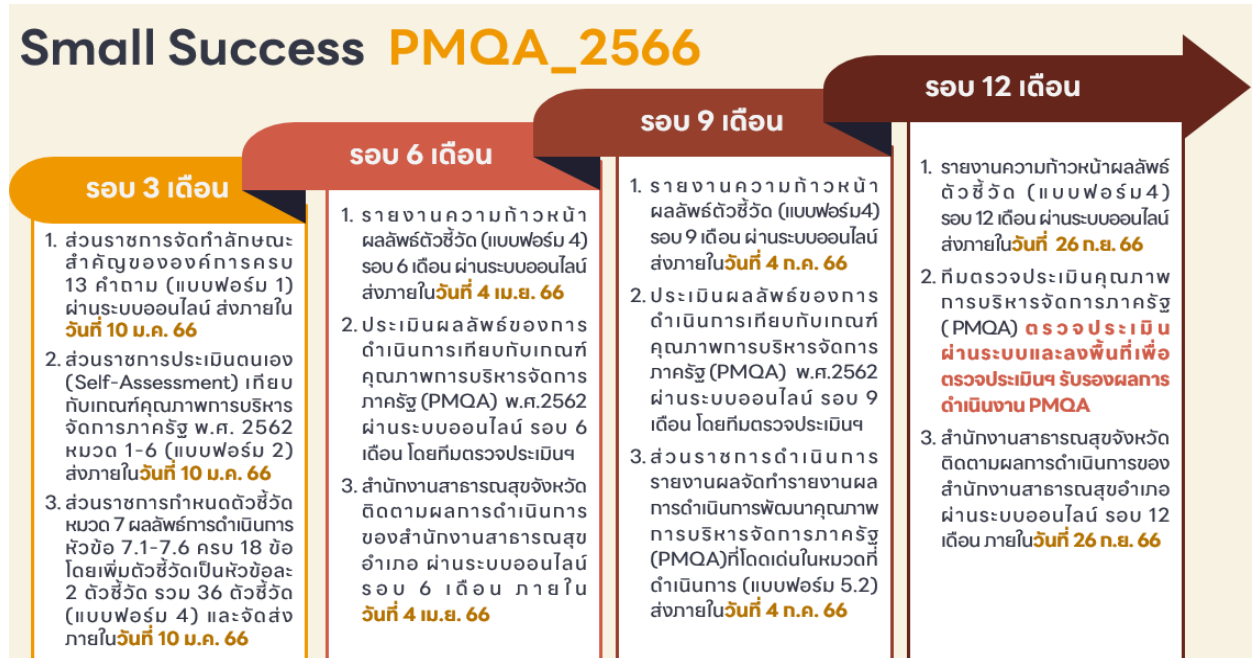 Small Success PMQA_2566
รอบ 3 เดือน
1. ส่วนราชการจัดทำลักษณะ
สำคัญขององค์การครบ
13 คำถาม (แบบฟอร์ม 1)
ผ่านระบบออนไลน์ ส่งภายใน
วันที่ 10 ม.ค. 66
2. ส่วนราชการประเมินตนเอง
(Self-Assessment) เทียบ
กับเกณฑ์คุณภาพการบริหาร
จัดการภาครัฐ พ.ศ. 2562
หมวด 1-6 (แบบฟอร์ม 2)
ส่งภายในวันที่ 10 ม.ค. 66
3. ส่วนราชการกำหนดตัวชี้วัด
หมวด 7 ผลลัพธ์การดำเนินการ
หัวข้อ 7.1-7.6 ครบ 18 ข้อ
โดยเพิ่มตัวชี้วัดเป็นหัวข้อละ
2 ตัวชี้วัด รวม 36 ตัวชี้วัด
(แบบฟอร์ม 4) และจัดส่ง
ภายในวันที่ 10 ม.ค. 66
รอบ 6 เดือน
1. รายงานความก้าวหน้า
ผลลัพธ์ตัวชี้วัด (แบบฟอร์ม 4)
รอบ 6 เดือน ผ่านระบบออนไลน์
ส่งภายในวันที่ 4 เม.ย. 66
2. ประเมินผลลัพธ์ของการ
ดำเนินการเทียบกับเกณฑ์
คุณภาพการบริหารจัดการ
ภาครัฐ (PMQA) พ.ศ.2562
ผ่านระบบออนไลน์ รอบ 6
เดือน โดยทีมตรวจประเมินฯ
3. สำนักงานสาธารณสุขจังหวัด
ติดตามผลการดำเนินการ
ของสำนักงานสาธารณสุข
อำเภอ ผ่านระบบออนไลน์
รอบ 6 เดือน ภายใน
วันที่ 4 เม.ย. 66
รอบ 9 เดือน
1. รายงานความก้าวหน้า
ผลลัพธ์ตัวชี้วัด (แบบฟอร์ม4)
รอบ 9 เดือน ผ่านระบบออนไลน์
ส่งภายในวันที่ 4 ก.ค. 66
2. ประเมินผลลัพธ์ของการ
ดำเนินการเทียบกับเกณฑ์
คุณภาพการบริหารจัดการ
ภาครัฐ (PMQA) พ.ศ.2562
ผ่านระบบออนไลน์ รอบ 9
เดือน โดยทีมตรวจประเมินฯ
3. ส่วนราชการดำเนินการ
รายงานผลจัดทำรายงานผล
การดำเนินการพัฒนาคุณภาพ
การบริหารจัดการภาครัฐ
(PMQA)ที่โดดเด่นในหมวดที่
ดำเนินการ (แบบฟอร์ม 5.2)
ส่งภายในวันที่ 4 ก.ค. 66
รอบ 12 เดือน
1. รายงานความก้าวหน้าผลลัพธ์
ตัวชี้วัด (แบบฟอร์ม4)
รอบ 12 เดือน ผ่านระบบออนไลน์
ส่งภายในวันที่ 26 ก.ย. 66
2. ทีมตรวจประเมินคุณภาพ
การบริหารจัดการภาครัฐ
(PMQA) ตรวจประเมิน
ผ่านระบบและลงพื้นที่เพื่อ
ตรวจประเมินฯ รับรองผลการ
ดำเนินงาน PMQA
3. สำนักงานสาธารณสุขจังหวัด
ติดตามผลการดำเนินการของ
สำนักงานสาธารณสุขอำเภอ
ผ่านระบบออนไลน์ รอบ 12
เดือน ภายในวันที่ 26 ก.ย. 66